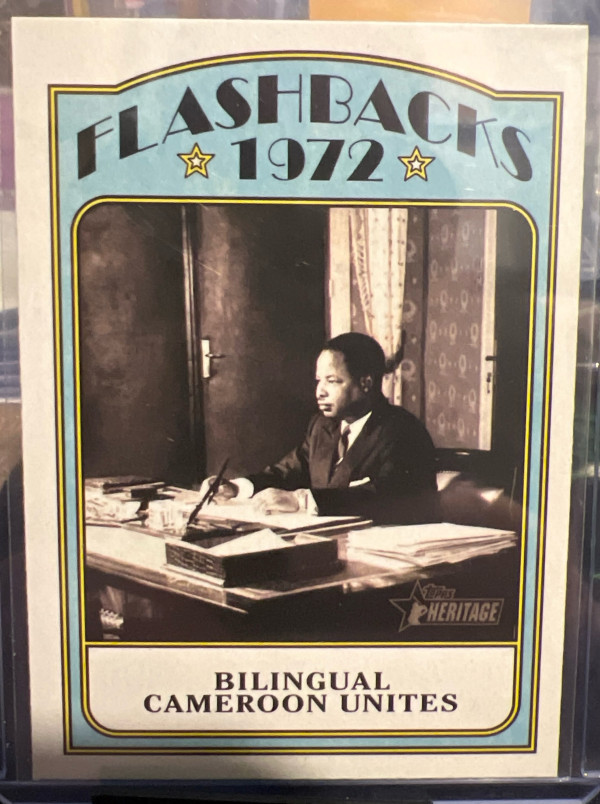 FLASHBACKS
1972
Topps
HERITAGE
BILINGUAL
CAMEROON UNITES